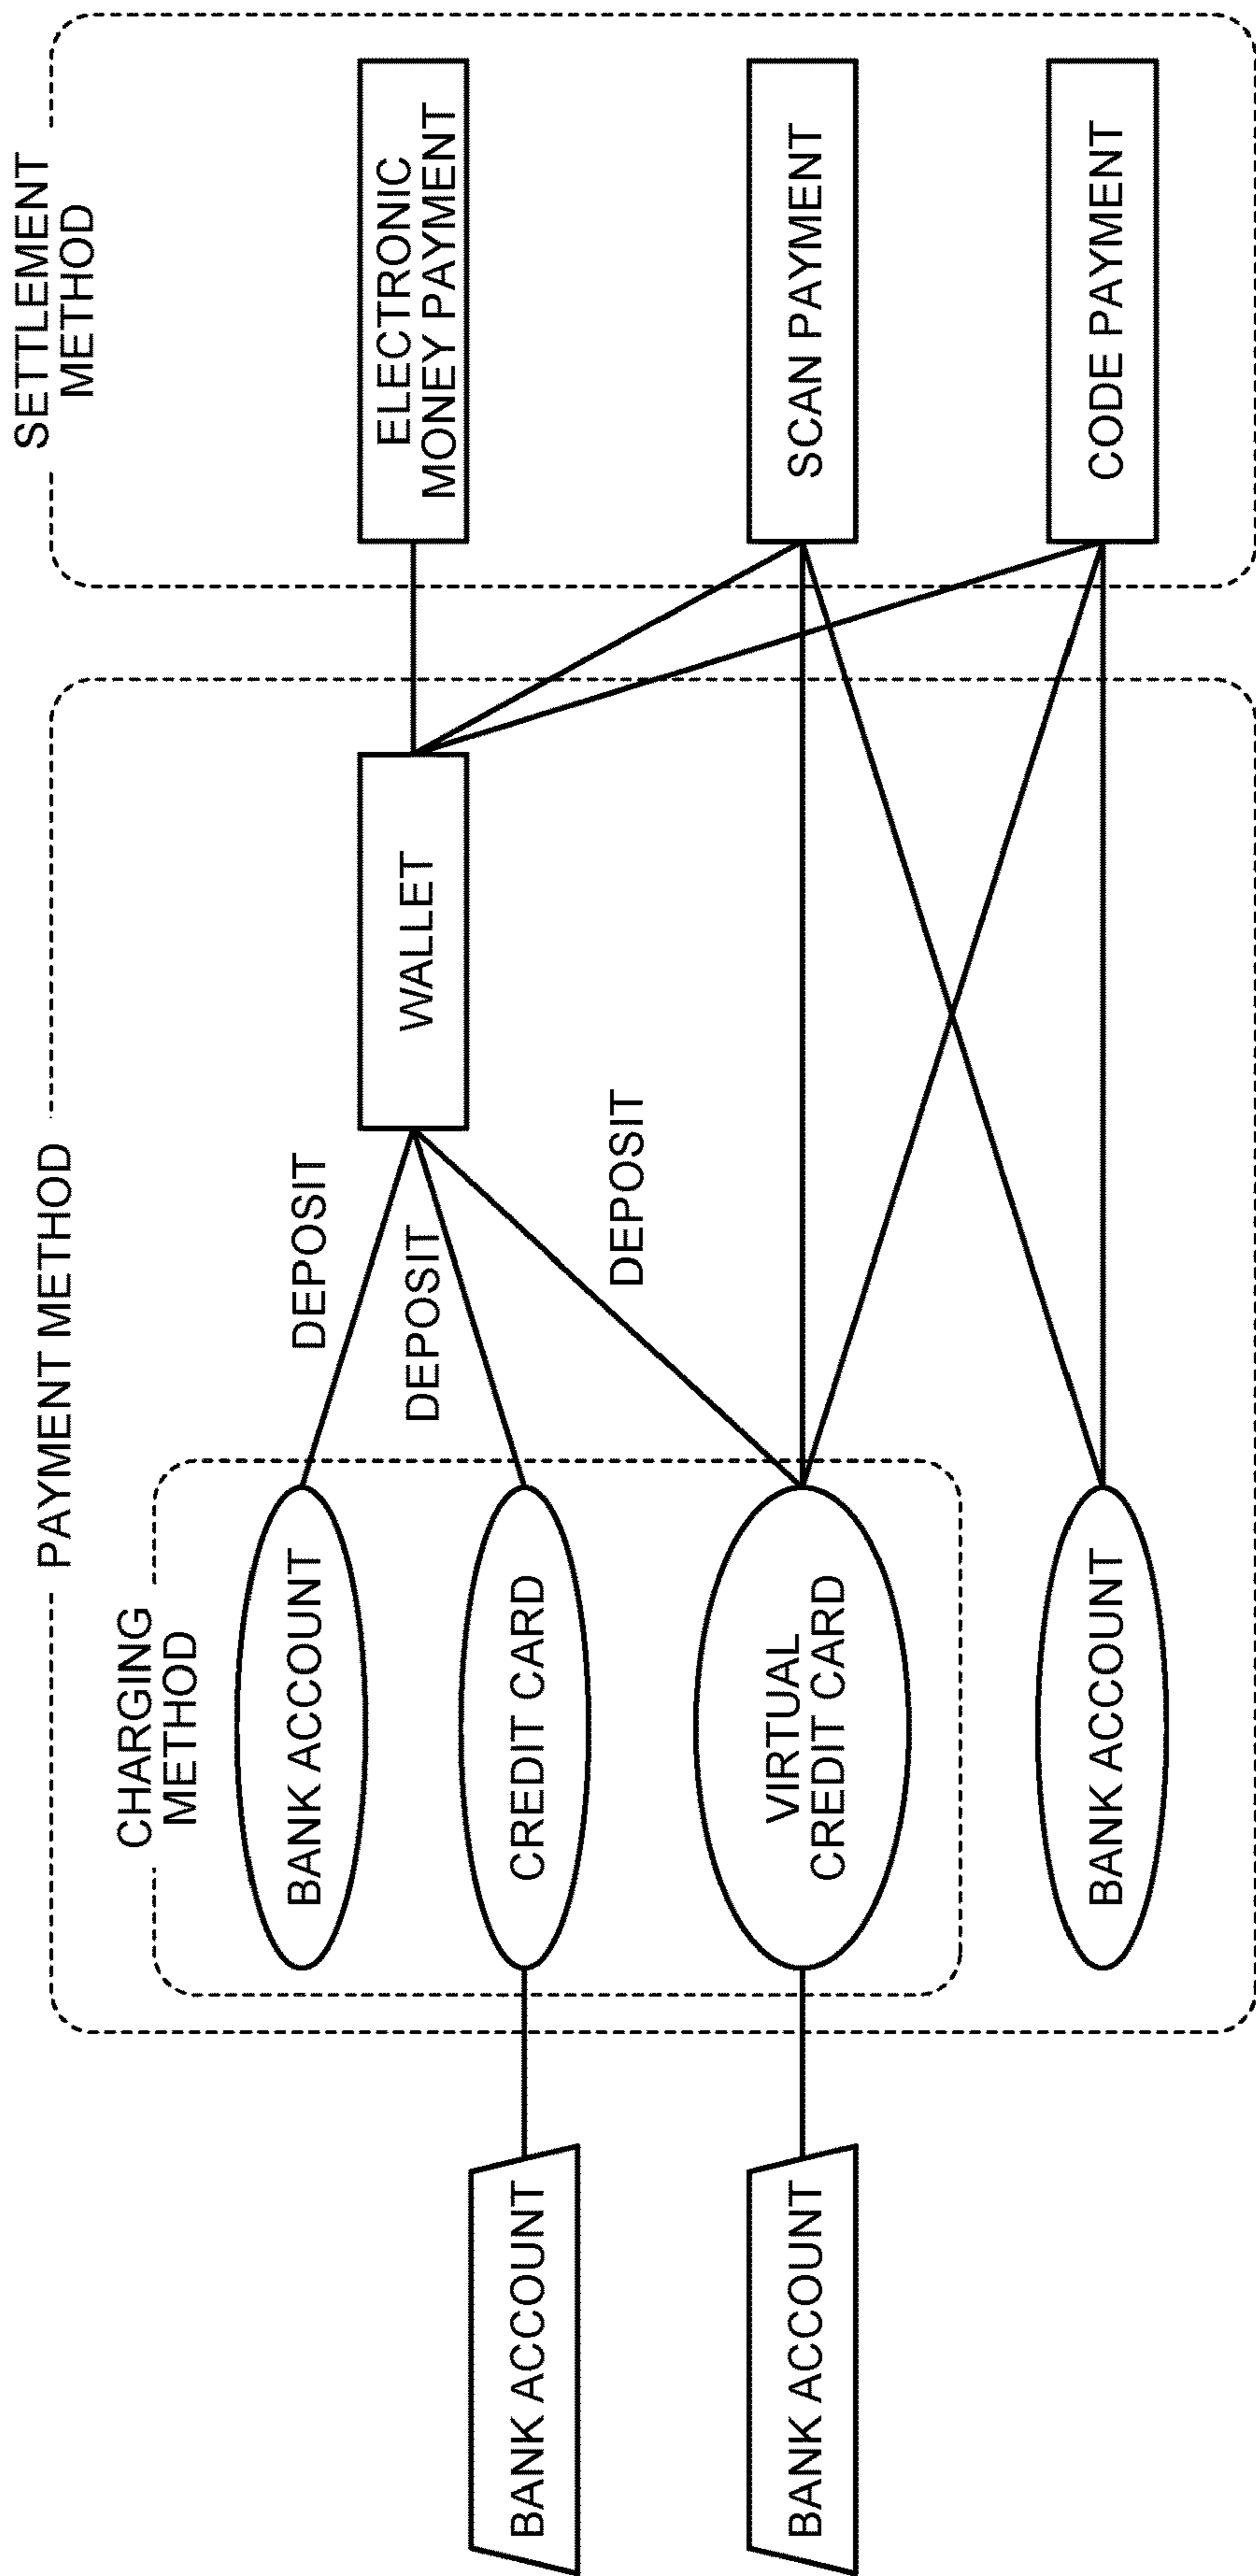 SETTLEMENT
METHOD
PAYMENT METHOD
CHARGING
METHOD
BANK ACCOUNT
DEPOSIT
ELECTRONIC
MONEY PAYMENT
WALLET
DEPOSIT
BANK ACCOUNT
CREDIT CARD
DEPOSIT
BANK ACCOUNT
VIRTUAL
CREDIT CARD
SCAN PAYMENT
BANK ACCOUNT
CODE PAYMENT